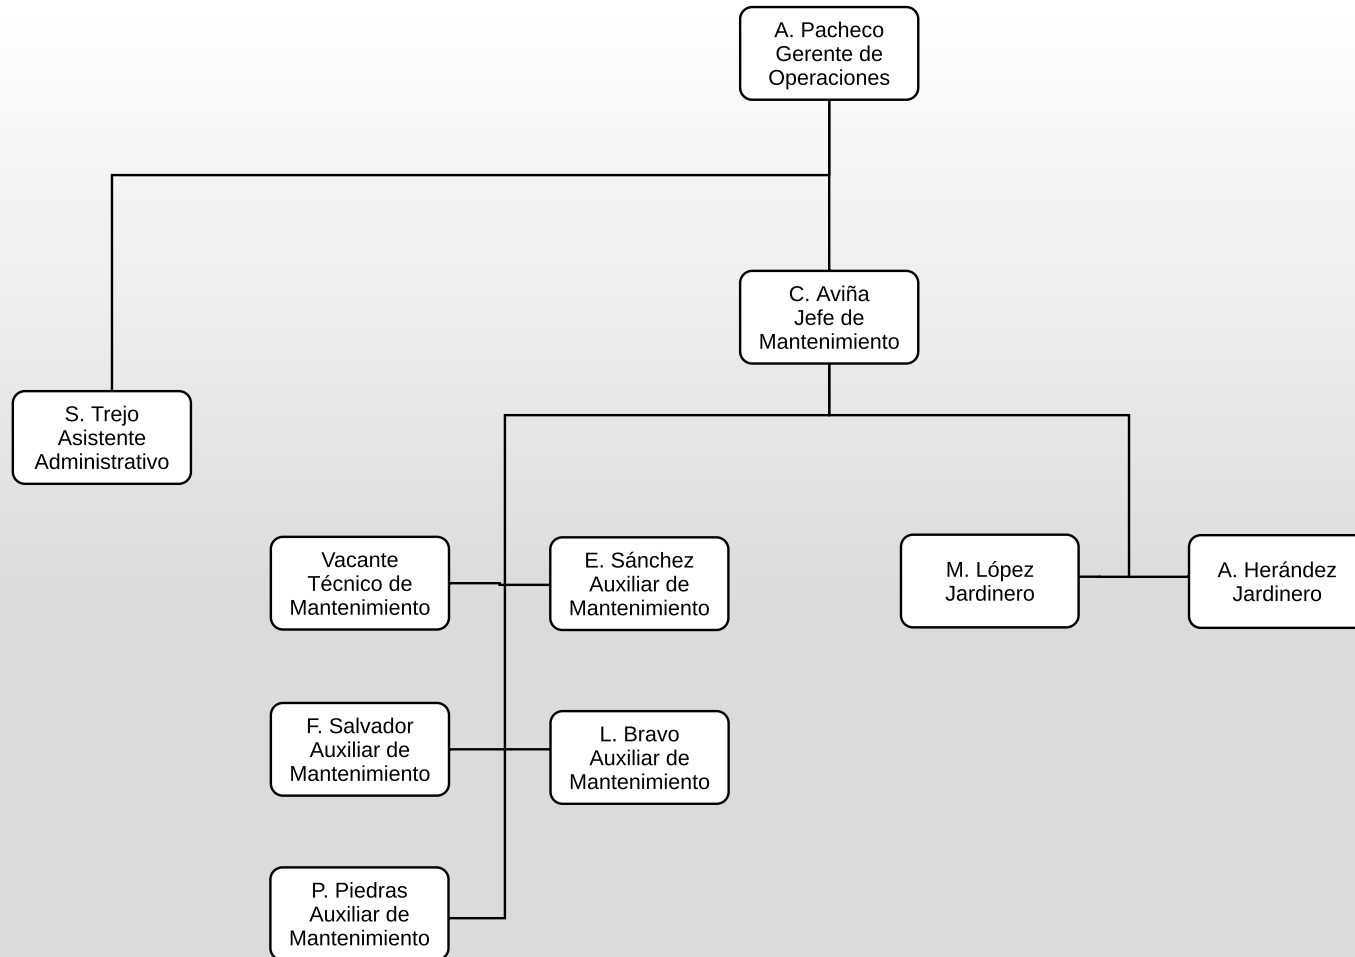 A. Pacheco
Gerente de
Operaciones
C. Aviña
Jefe de
Mantenimiento
S. Trejo
Asistente
Administrativo
Vacante
Técnico de
Mantenimiento
E. Sánchez
Auxiliar de
Mantenimiento
M. López
Jardinero
A. Herández
Jardinero
F. Salvador
Auxiliar de
Mantenimiento
L. Bravo
Auxiliar de
Mantenimiento
P. Piedras
Auxiliar de
Mantenimiento